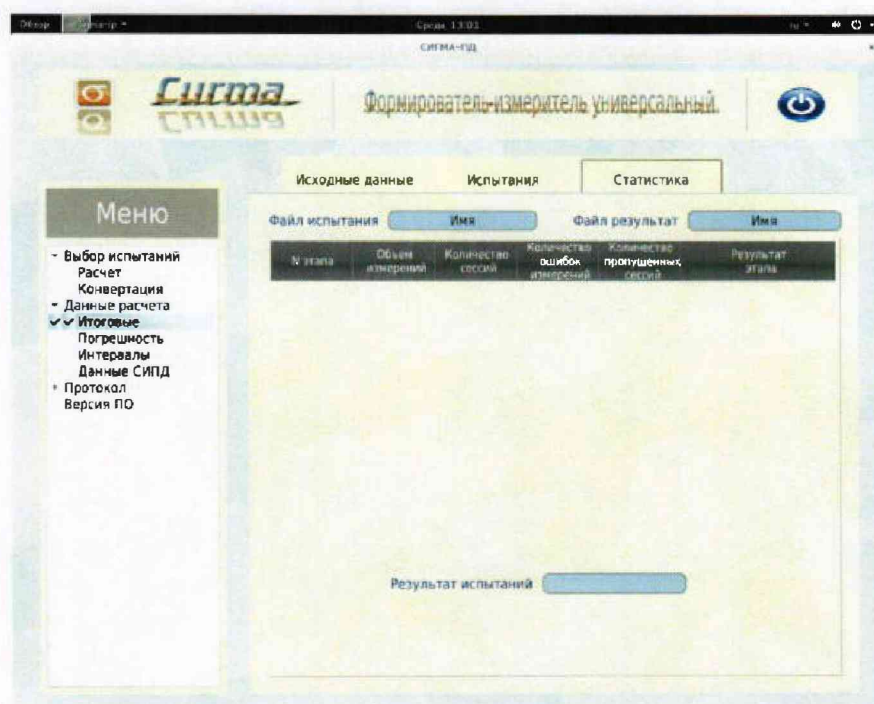 Обзор
Среда 13:01
ru
СИГМА-ПД
Сигма
Формирователь-измеритель универсальный.
Исходные данные Испытания Статистика
Меню
Файл испытания Имя Файл результат Имя
Выбор испытаний
Расчет
Конвертация
Данные расчета
Итоговые
Погрешность
Интервалы
Данные СИПД
Протокол
Версия ПО
N этапа
Объем измерений
Количество сессий
Количество ошибок измерений
Количество пропущенных сессий
Результат этапа
Результат испытаний